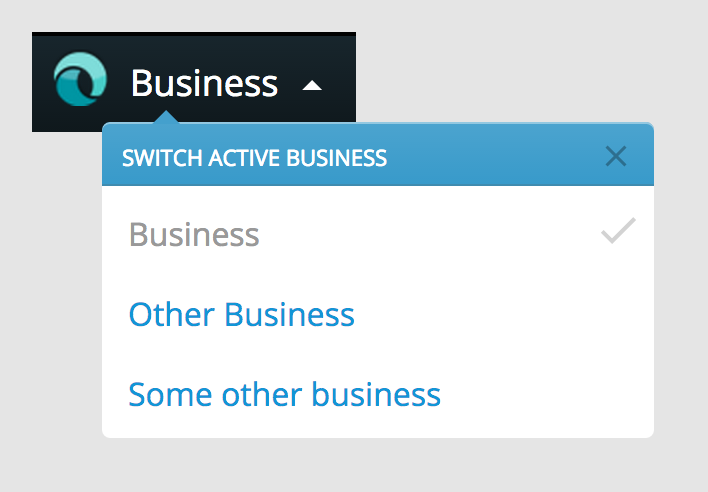 Business
SWITCH ACTIVE BUSINESS
Business
Other Business
Some other business